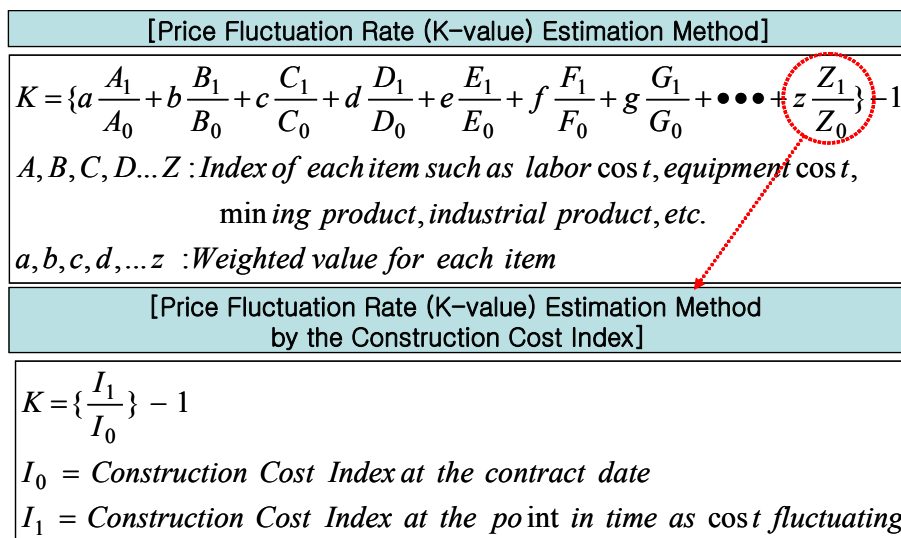 [Price Fluctuation Rate (K-value) Estimation Method]
K = {a A₁/A₀ + b B₁/B₀ + c C₁/C₀ + d D₁/D₀ + e E₁/E₀ + f F₁/F₀ + g G₁/G₀ + ••• + z Z₁/Z₀} − 1
A, B, C, D... Z : Index of each item such as labor cost, equipment cost,
mining product, industrial product, etc.
a, b, c, d, ... z : Weighted value for each item
[Price Fluctuation Rate (K-value) Estimation Method
by the Construction Cost Index]
K = {I₁/I₀} − 1
I₀ = Construction Cost Index at the contract date
I₁ = Construction Cost Index at the point in time as cost fluctuating